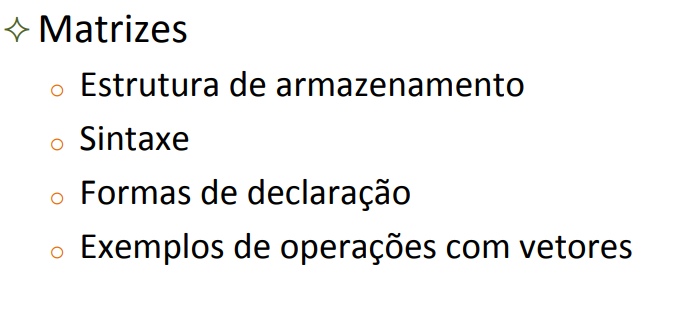 Matrizes
Estrutura de armazenamento
Sintaxe
Formas de declaração
Exemplos de operações com vetores